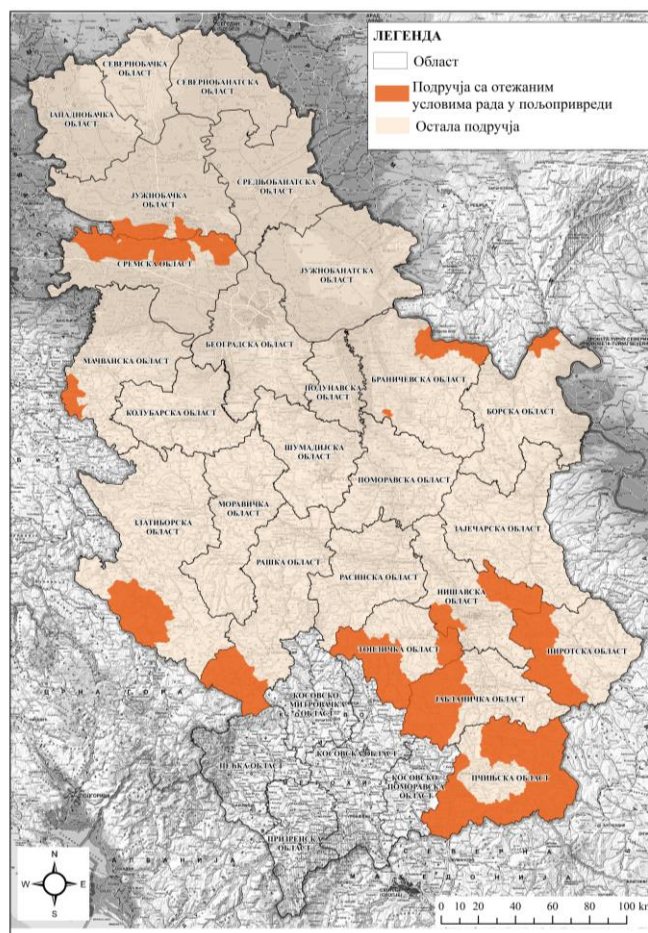 ЛЕГЕНДА
Област
Подручја са отежаним
условима рада у пољопривреди
Остала подручја
СЕВЕРНОБАЧКА
ОБЛАСТ
СЕВЕРНОБАНАТСКА
ОБЛАСТ
ЗАПАДНОБАЧКА
ОБЛАСТ
ЈУЖНОБАЧКА
ОБЛАСТ
СРЕДЊОБАНАТСКА
ОБЛАСТ
СРЕМСКА ОБЛАСТ
ЈУЖНОБАНАТСКА
ОБЛАСТ
БЕОГРАДСКА ОБЛАСТ
МАЧВАНСКА ОБЛАСТ
ПОДУНАВСКА
ОБЛАСТ
БРАНИЧЕВСКА ОБЛАСТ
КОЛУБАРСКА ОБЛАСТ
БОРСКА ОБЛАСТ
ШУМАДИЈСКА
ОБЛАСТ
ПОМОРАВСКА ОБЛАСТ
МОРАВИЧКА
ОБЛАСТ
ЗЛАТИБОРСКА
ОБЛАСТ
ЗАЈЕЧАРСКА ОБЛАСТ
РАШКА ОБЛАСТ
РАСИНСКА ОБЛАСТ
НИШАВСКА
ОБЛАСТ
ТОПЛИЧКА ОБЛАСТ
ПИРОТСКА ОБЛАСТ
ЈАБЛАНИЧКА ОБЛАСТ
КОСОВСКО-
МИТРОВАЧКА
ОБЛАСТ
КОСОВСКА ОБЛАСТ
ПЕЋКА ОБЛАСТ
КОСОВСКО-
ПОМОРАВСКА
ОБЛАСТ
ПЧИЊСКА ОБЛАСТ
ПРИЗРЕНСКА
ОБЛАСТ
N
W E
S
0 10 20 40 60 80 100 km